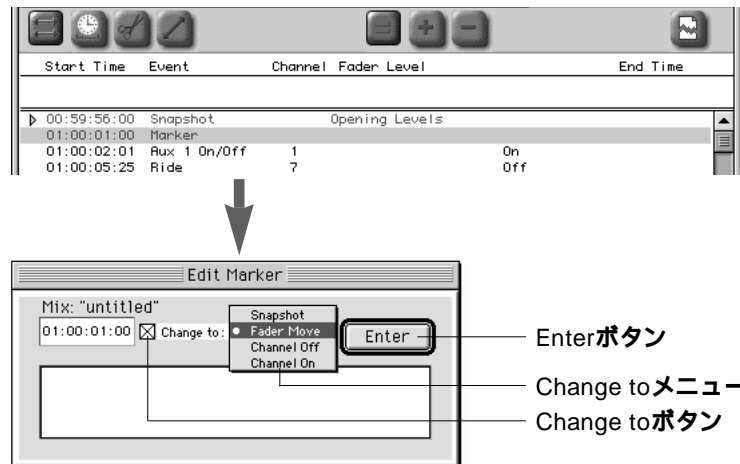 Start Time Event Channel Fader Level End Time
00:59:56:00 Snapshot Opening Levels
01:00:01:00 Marker
01:00:02:01 Aux 1 On/Off 1 On
01:00:05:25 Ride 7 Off
Edit Marker
Mix: "untitled"
01:00:01:00 Change to:
Snapshot
Fader Move
Channel Off
Channel On
Enter
Enterボタン
Change toメニュー
Change toボタン